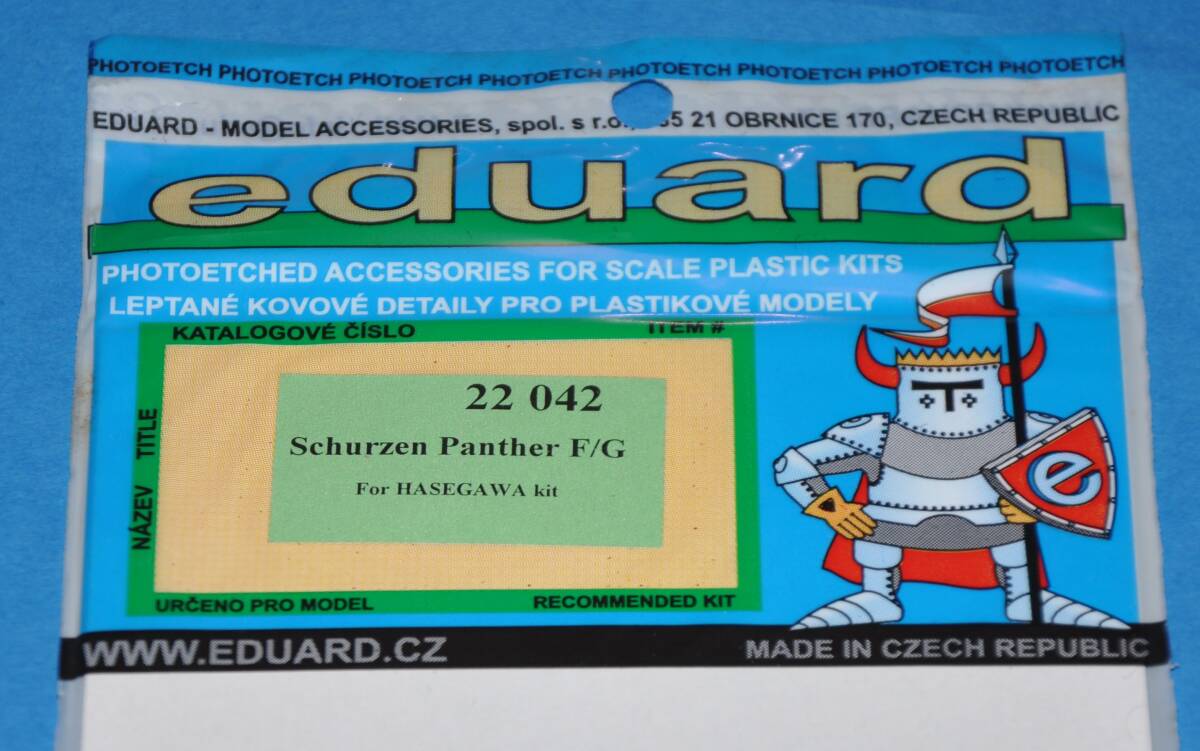 PHOTOETCH PHOTOETCH PHOTOETCH PHOTOETCH PHOTOETCH PHOTOETCH PHOTOETCH PHOTOETCH
EDUARD - MODEL ACCESSORIES, spol. s r.o., 21 OBRNICE 170, CZECH REPUBLIC
eduard
PHOTOETCHED ACCESSORIES FOR SCALE PLASTIC KITS
LEPTANÉ KOVOVÉ DETAILY PRO PLASTIKOVÉ MODELY
KATALOGOVÉ ČÍSLO ITEM #
NÁZEV TITLE
22 042
Schurzen Panther F/G
For HASEGAWA kit
URČENO PRO MODEL RECOMMENDED KIT
e
WWW.EDUARD.CZ MADE IN CZECH REPUBLIC